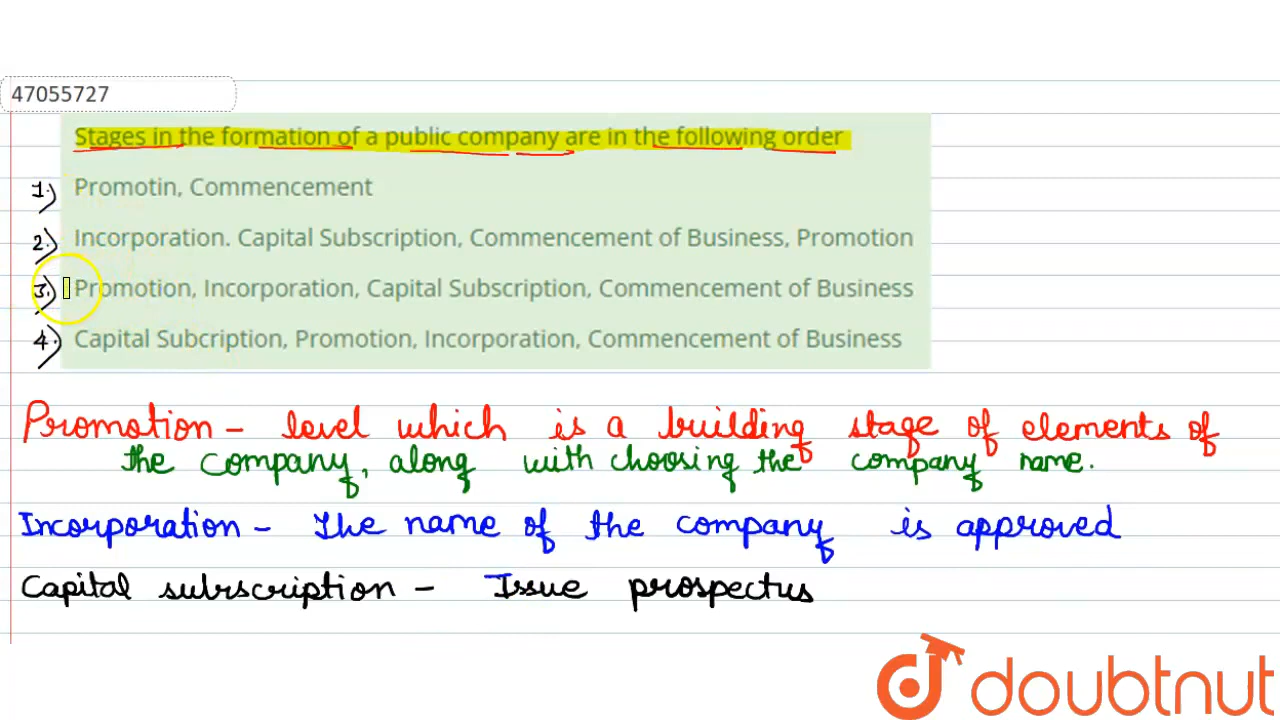 47055727
Stages in the formation of a public company are in the following order
1.) Promotin, Commencement
2.) Incorporation. Capital Subscription, Commencement of Business, Promotion
3.) Promotion, Incorporation, Capital Subscription, Commencement of Business
4.) Capital Subcription, Promotion, Incorporation, Commencement of Business
Promotion - level which is a building stage of elements of
the company, along with choosing the company name.
Incorporation - The name of the company is approved
Capital subscription - Issue prospectus
doubtnut